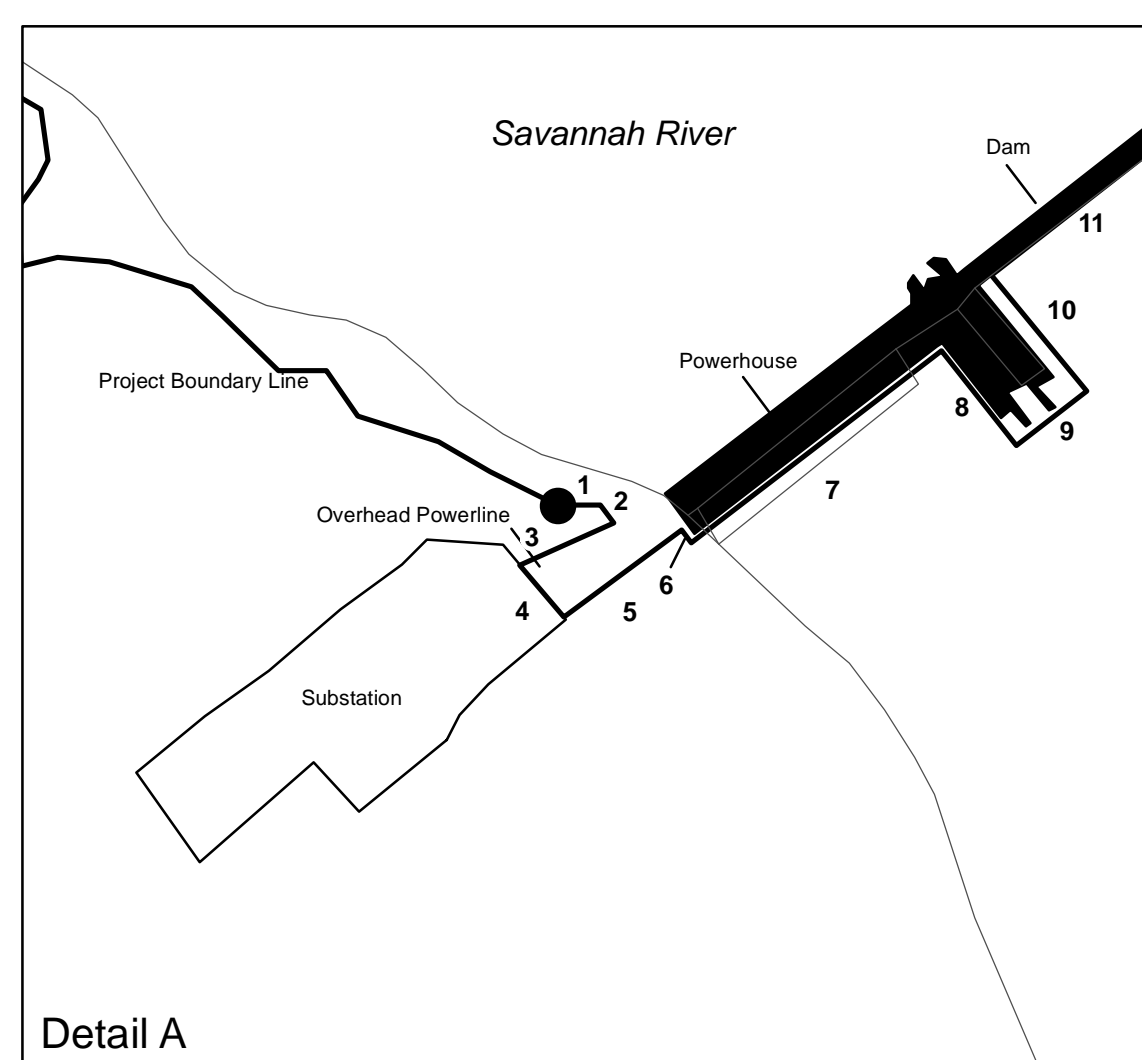 Savannah River
Dam
11
10
Powerhouse
Project Boundary Line
8
9
7
1
2
Overhead Powerline
3
6
4
5
Substation
Detail A